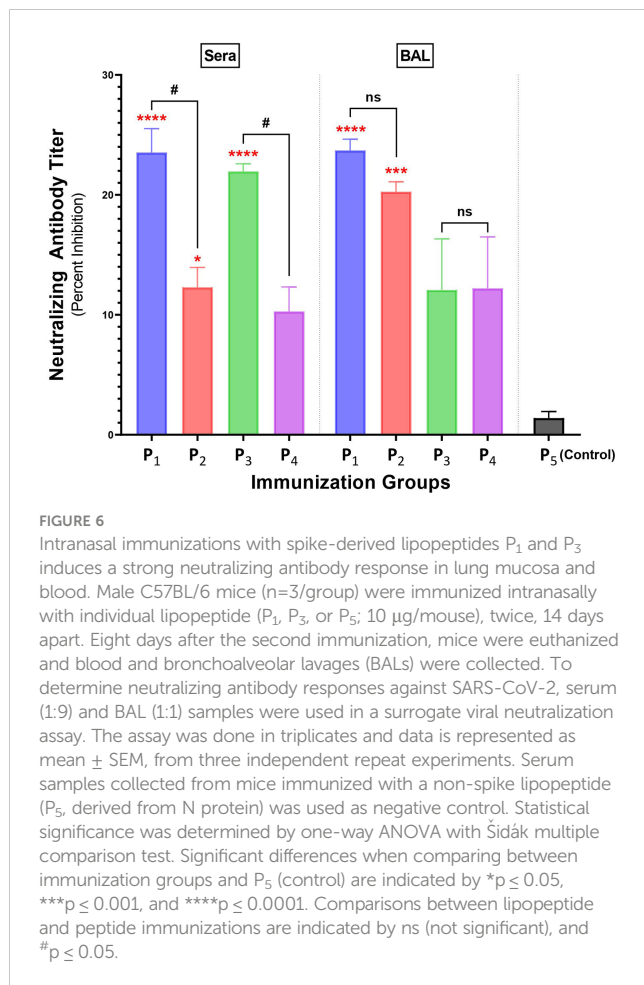 Sera
BAL
30
20
10
0
Neutralizing Antibody Titer
(Percent Inhibition)
****
#
*
****
#
****
ns
***
ns
P₁
P₂
P₃
P₄
P₁
P₂
P₃
P₄
P₅ (Control)
Immunization Groups
FIGURE 6
Intranasal immunizations with spike-derived lipopeptides P₁ and P₃
induces a strong neutralizing antibody response in lung mucosa and
blood. Male C57BL/6 mice (n=3/group) were immunized intranasally
with individual lipopeptide (P₁, P₃, or P₅; 10 µg/mouse), twice, 14 days
apart. Eight days after the second immunization, mice were euthanized
and blood and bronchoalveolar lavages (BALs) were collected. To
determine neutralizing antibody responses against SARS-CoV-2, serum
(1:9) and BAL (1:1) samples were used in a surrogate viral neutralization
assay. The assay was done in triplicates and data is represented as
mean ± SEM, from three independent repeat experiments. Serum
samples collected from mice immunized with a non-spike lipopeptide
(P₅, derived from N protein) was used as negative control. Statistical
significance was determined by one-way ANOVA with Šidák multiple
comparison test. Significant differences when comparing between
immunization groups and P₅ (control) are indicated by *p ≤ 0.05,
***p ≤ 0.001, and ****p ≤ 0.0001. Comparisons between lipopeptide
and peptide immunizations are indicated by ns (not significant), and
#p ≤ 0.05.